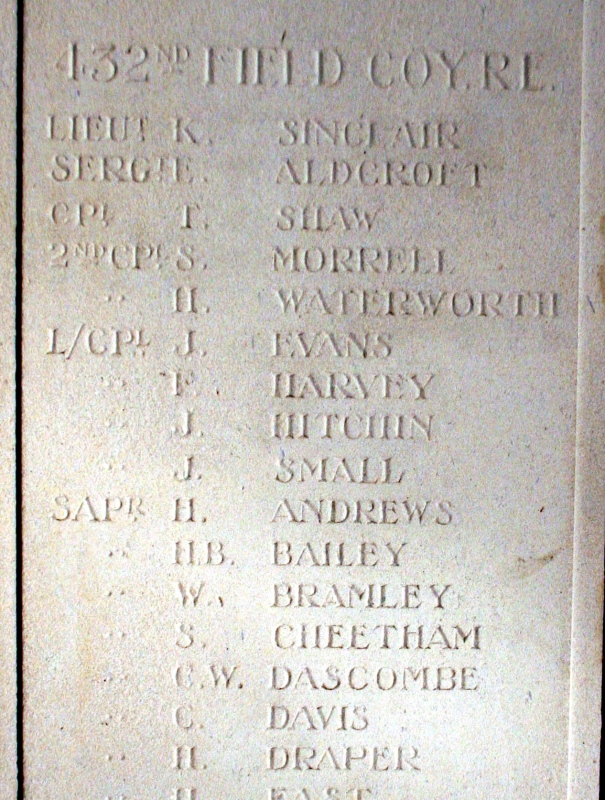 432ND FIELD COY. R.E.
LIEUT K. SINCLAIR
SERGT E. ALDCROFT
CPL T. SHAW
2ND CPL S. MORRELL
" H. WATERWORTH
L/CPL J. EVANS
" F. HARVEY
" J. HITCHIN
" J. SMALL
SAPR H. ANDREWS
" H.B. BAILEY
" W. BRAMLEY
" S. CHEETHAM
" C.W. DASCOMBE
" C. DAVIS
" H. DRAPER
" H. EAST